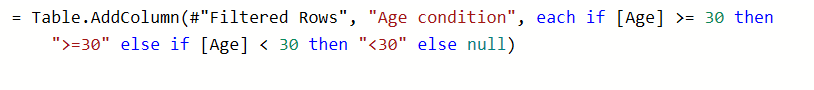 = Table.AddColumn(#"Filtered Rows", "Age condition", each if [Age] >= 30 then
">=30" else if [Age] < 30 then "<30" else null)